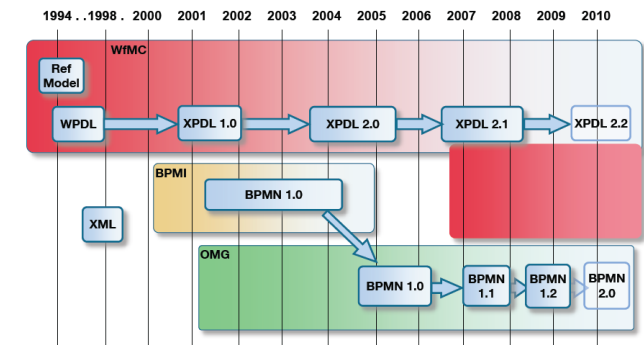 1994 . . 1998 . 2000 2001 2002 2003 2004 2005 2006 2007 2008 2009 2010
WfMC
Ref
Model
WPDL XPDL 1.0 XPDL 2.0 XPDL 2.1 XPDL 2.2
BPMI
BPMN 1.0
XML
OMG
BPMN 1.0
BPMN
1.1
BPMN
1.2
BPMN
2.0